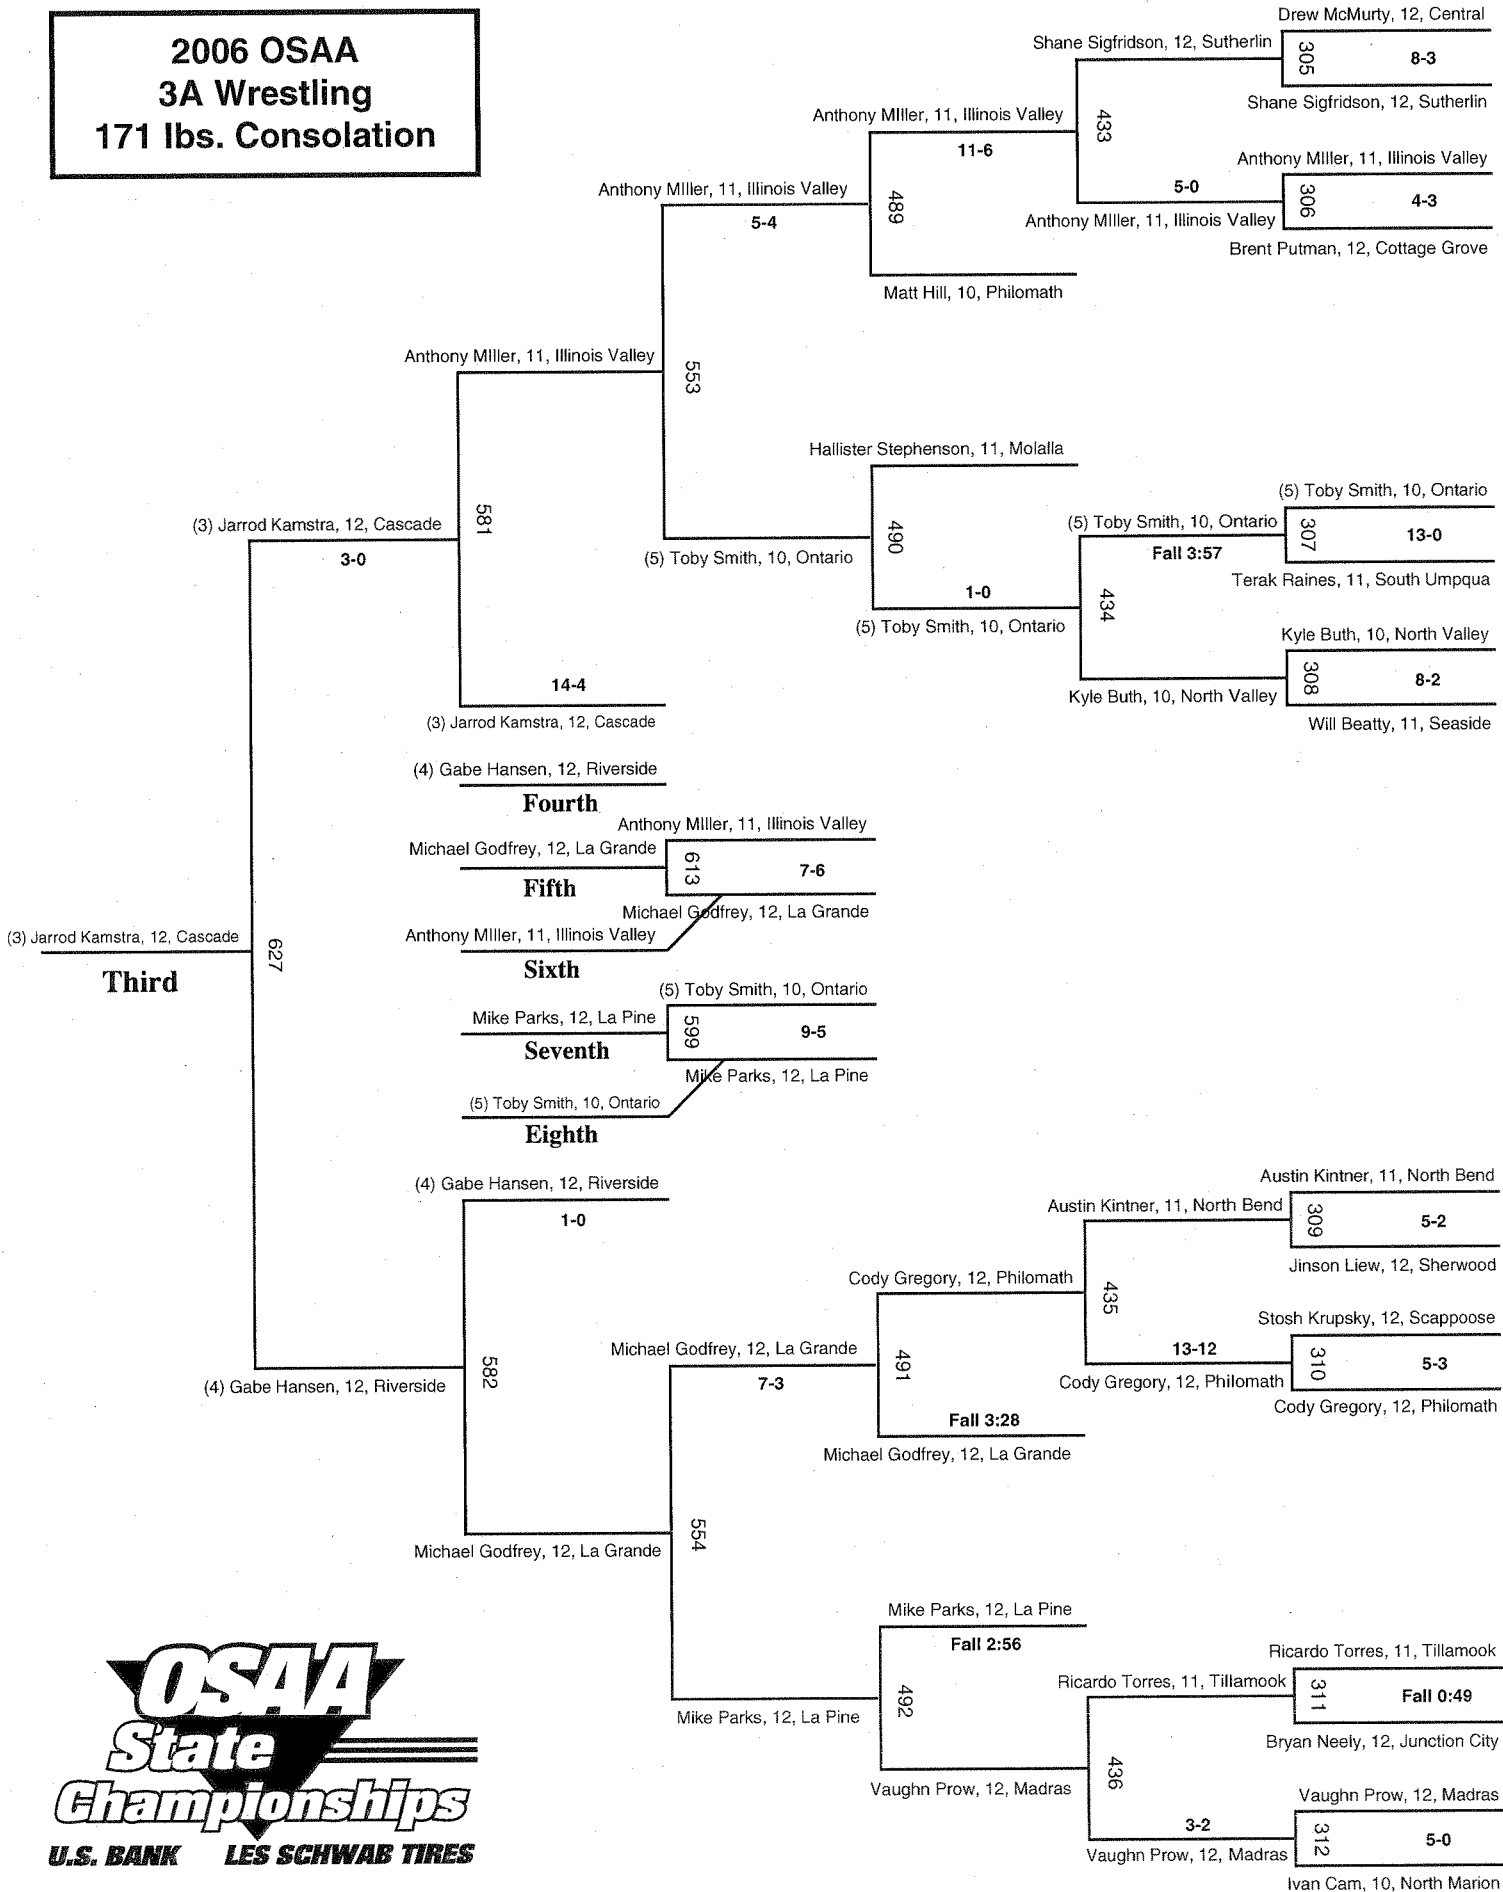 2006 OSAA
3A Wrestling
171 lbs. Consolation
Drew McMurty, 12, Central
Shane Sigfridson, 12, Sutherlin
305
8-3
Shane Sigfridson, 12, Sutherlin
Anthony MIller, 11, Illinois Valley
433
11-6
Anthony MIller, 11, Illinois Valley
5-0
306
4-3
Anthony MIller, 11, Illinois Valley
Anthony MIller, 11, Illinois Valley
489
5-4
Brent Putman, 12, Cottage Grove
Matt Hill, 10, Philomath
Anthony MIller, 11, Illinois Valley
553
Hallister Stephenson, 11, Molalla
(5) Toby Smith, 10, Ontario
(3) Jarrod Kamstra, 12, Cascade
581
3-0
(5) Toby Smith, 10, Ontario
307
13-0
490
(5) Toby Smith, 10, Ontario
Fall 3:57
Terak Raines, 11, South Umpqua
1-0
434
(5) Toby Smith, 10, Ontario
Kyle Buth, 10, North Valley
14-4
308
8-2
Kyle Buth, 10, North Valley
(3) Jarrod Kamstra, 12, Cascade
Will Beatty, 11, Seaside
(4) Gabe Hansen, 12, Riverside
Fourth
Anthony MIller, 11, Illinois Valley
Michael Godfrey, 12, La Grande
613
7-6
Fifth
Michael Godfrey, 12, La Grande
Anthony MIller, 11, Illinois Valley
Sixth
(3) Jarrod Kamstra, 12, Cascade
627
Third
(5) Toby Smith, 10, Ontario
Mike Parks, 12, La Pine
599
9-5
Seventh
Mike Parks, 12, La Pine
(5) Toby Smith, 10, Ontario
Eighth
(4) Gabe Hansen, 12, Riverside
1-0
Austin Kintner, 11, North Bend
Austin Kintner, 11, North Bend
309
5-2
Jinson Liew, 12, Sherwood
Cody Gregory, 12, Philomath
435
Stosh Krupsky, 12, Scappoose
Michael Godfrey, 12, La Grande
491
13-12
310
5-3
7-3
582
(4) Gabe Hansen, 12, Riverside
Cody Gregory, 12, Philomath
Cody Gregory, 12, Philomath
Fall 3:28
Michael Godfrey, 12, La Grande
554
Michael Godfrey, 12, La Grande
Mike Parks, 12, La Pine
Fall 2:56
Ricardo Torres, 11, Tillamook
Ricardo Torres, 11, Tillamook
311
Fall 0:49
492
Mike Parks, 12, La Pine
Bryan Neely, 12, Junction City
436
Vaughn Prow, 12, Madras
Vaughn Prow, 12, Madras
3-2
312
5-0
Vaughn Prow, 12, Madras
Ivan Cam, 10, North Marion
OSAA
State
Championships
U.S. BANK LES SCHWAB TIRES